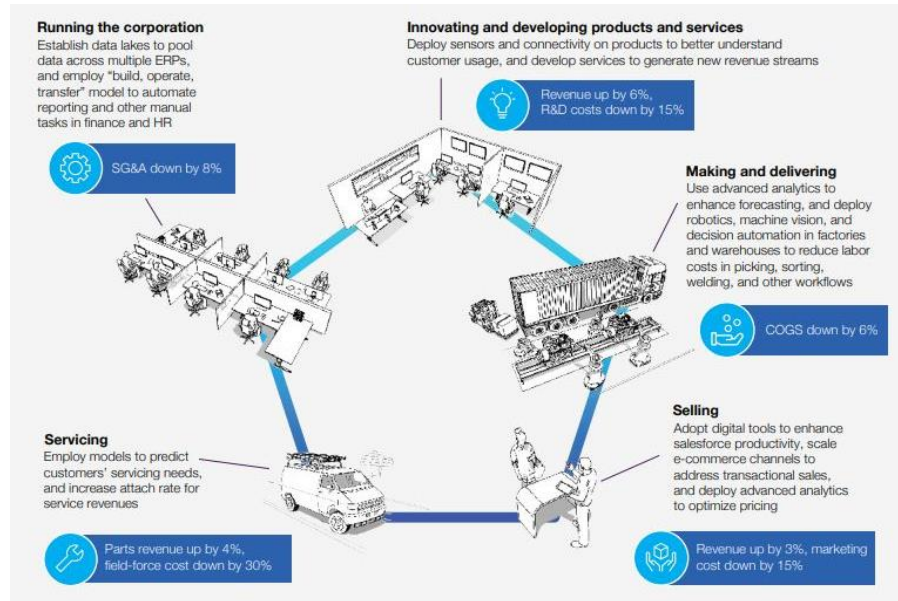 Running the corporation
Establish data lakes to pool
data across multiple ERPs,
and employ “build, operate,
transfer” model to automate
reporting and other manual
tasks in finance and HR
SG&A down by 8%
Innovating and developing products and services
Deploy sensors and connectivity on products to better understand
customer usage, and develop services to generate new revenue streams
Revenue up by 6%,
R&D costs down by 15%
Making and delivering
Use advanced analytics to
enhance forecasting, and deploy
robotics, machine vision, and
decision automation in factories
and warehouses to reduce labor
costs in picking, sorting,
welding, and other workflows
COGS down by 6%
Selling
Adopt digital tools to enhance
salesforce productivity, scale
e-commerce channels to
address transactional sales,
and deploy advanced analytics
to optimize pricing
Revenue up by 3%, marketing
cost down by 15%
Servicing
Employ models to predict
customers’ servicing needs,
and increase attach rate for
service revenues
Parts revenue up by 4%,
field-force cost down by 30%